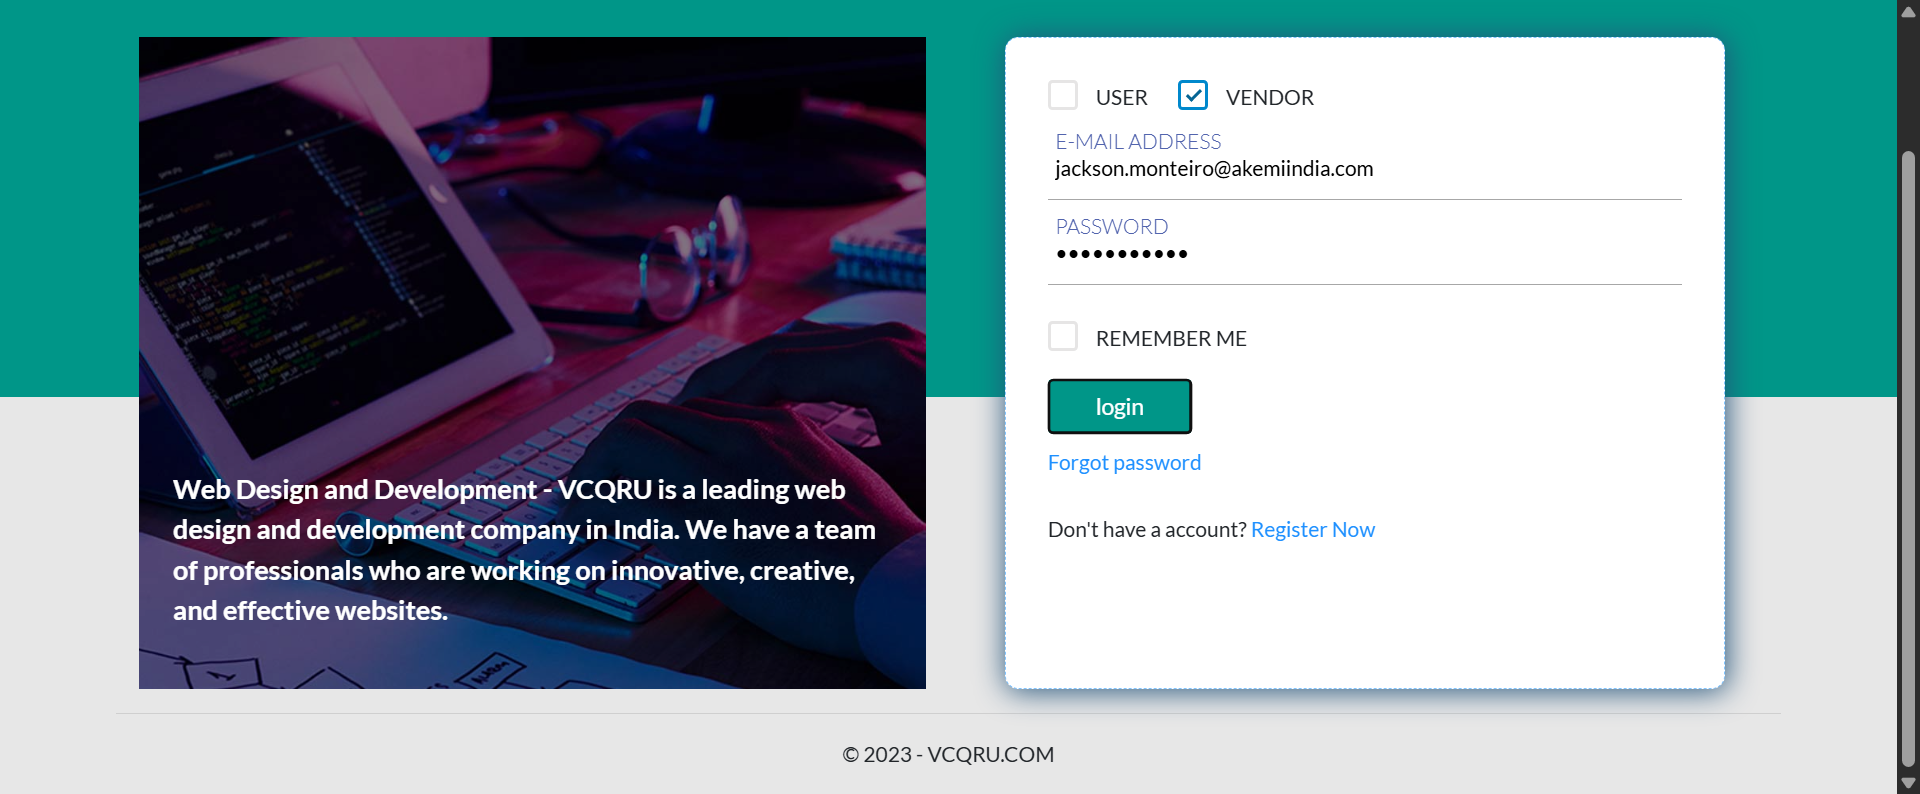 USER VENDOR
E-MAIL ADDRESS
jackson.monteiro@akemiindia.com
PASSWORD
•••••••••••
REMEMBER ME
login
Forgot password
Don't have a account? Register Now
Web Design and Development - VCQRU is a leading web
design and development company in India. We have a team
of professionals who are working on innovative, creative,
and effective websites.
© 2023 - VCQRU.COM